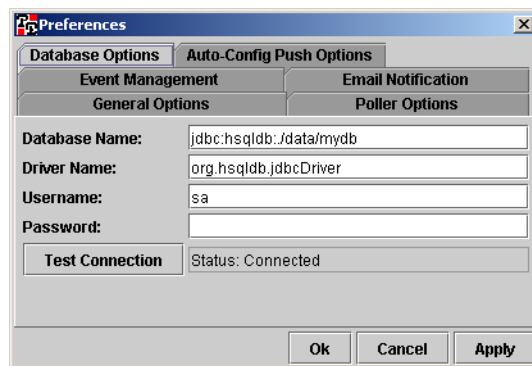 Preferences
Database Options Auto-Config Push Options
Event Management Email Notification
General Options Poller Options
Database Name: jdbc:hsqldb:./data/mydb
Driver Name: org.hsqldb.jdbcDriver
Username: sa
Password:
Test Connection Status: Connected
Ok Cancel Apply